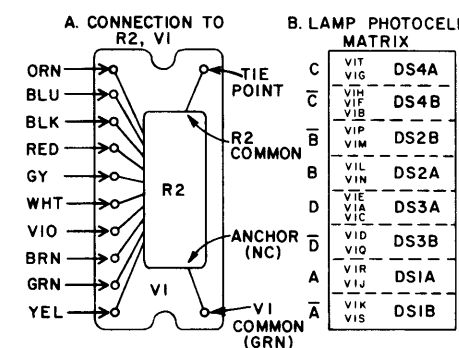 A. CONNECTION TO
R2, V1
ORN
BLU
BLK
RED
GY
WHT
VIO
BRN
GRN
YEL
TIE
POINT
R2
COMMON
R2
ANCHOR
(NC)
V1
V1
COMMON
(GRN)
B. LAMP PHOTOCELL
MATRIX
C V1T V1G DS4A
C̅ V1H V1F V1B DS4B
B̅ V1P V1M DS2B
B V1L V1N DS2A
D V1E V1A V1C DS3A
D̅ V1D V1Q DS3B
A V1R V1J DS1A
A̅ V1K V1S DS1B